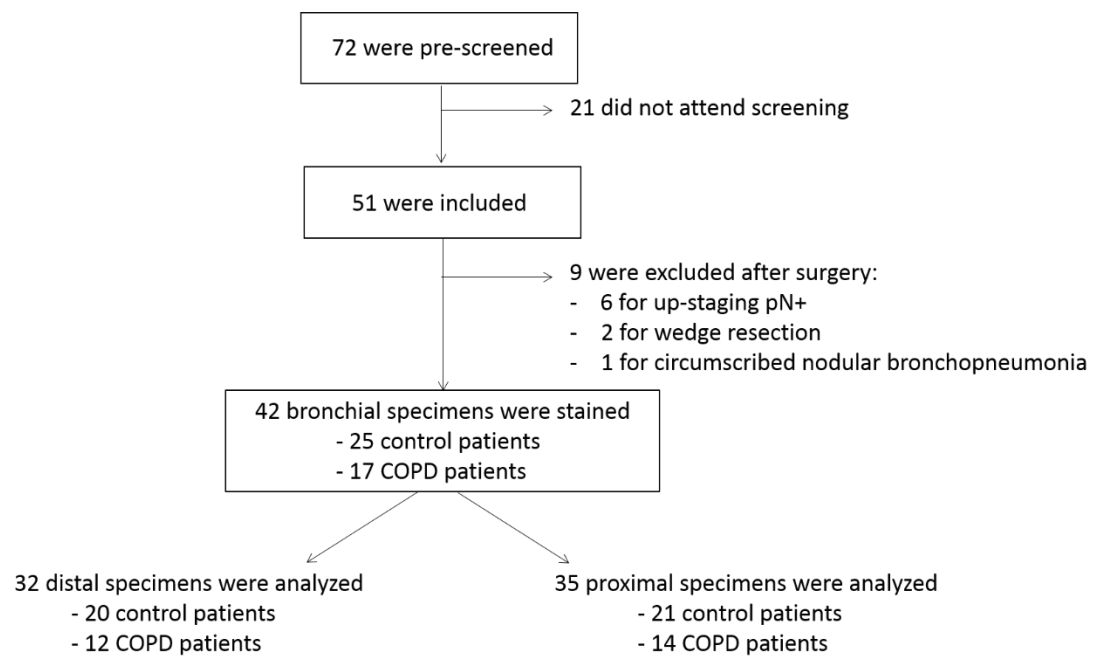 72 were pre-screened
21 did not attend screening
51 were included
9 were excluded after surgery:
- 6 for up-staging pN+
- 2 for wedge resection
- 1 for circumscribed nodular bronchopneumonia
42 bronchial specimens were stained
- 25 control patients
- 17 COPD patients
32 distal specimens were analyzed
- 20 control patients
- 12 COPD patients
35 proximal specimens were analyzed
- 21 control patients
- 14 COPD patients